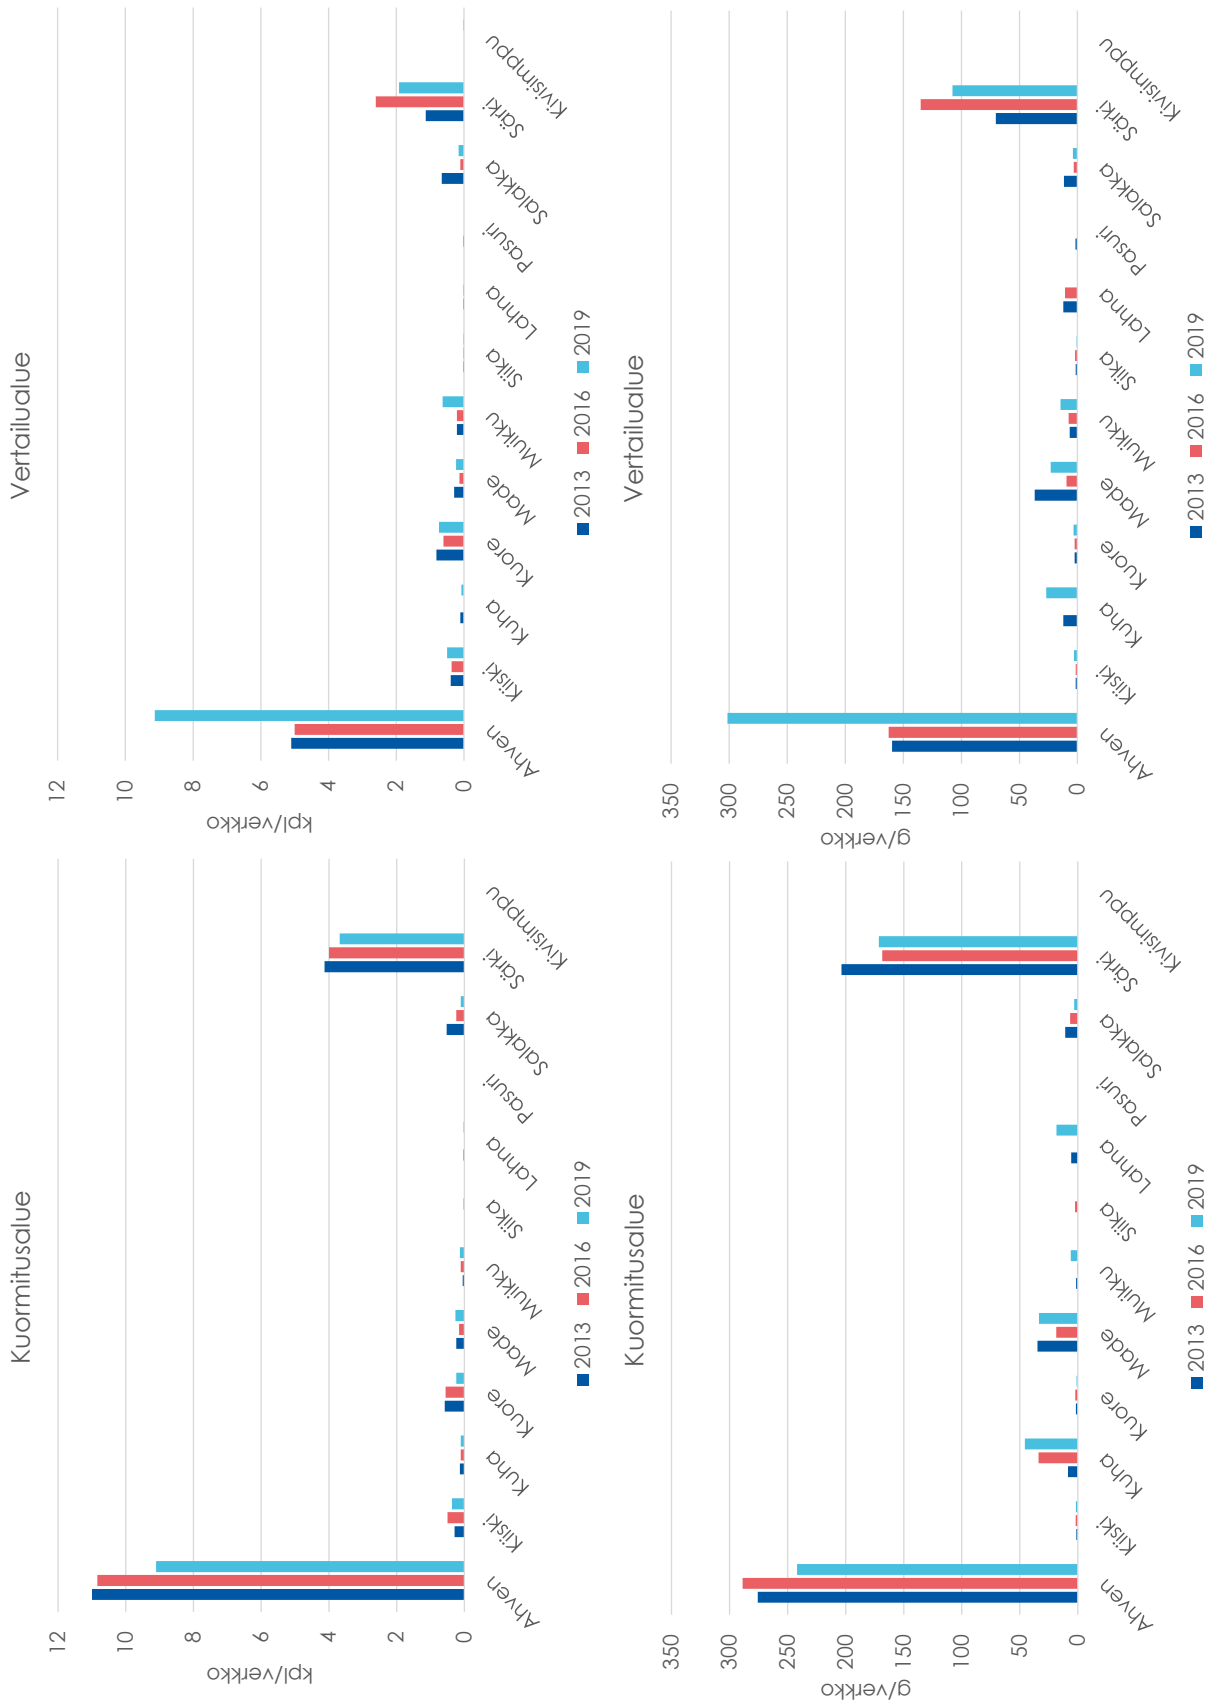 Kuormitusalue
12
10
8
6
4
2
0
kpl/verkko
Ahven
Kiiski
Kuha
Kuore
Made
Muikku
Siika
Lahna
Pasuri
Salakka
Särki
Kivisimppu
2013 2016 2019
Vertailualue
12
10
8
6
4
2
0
kpl/verkko
Ahven
Kiiski
Kuha
Kuore
Made
Muikku
Siika
Lahna
Pasuri
Salakka
Särki
Kivisimppu
2013 2016 2019
Kuormitusalue
350
300
250
200
150
100
50
0
g/verkko
Ahven
Kiiski
Kuha
Kuore
Made
Muikku
Siika
Lahna
Pasuri
Salakka
Särki
Kivisimppu
2013 2016 2019
Vertailualue
350
300
250
200
150
100
50
0
g/verkko
Ahven
Kiiski
Kuha
Kuore
Made
Muikku
Siika
Lahna
Pasuri
Salakka
Särki
Kivisimppu
2013 2016 2019